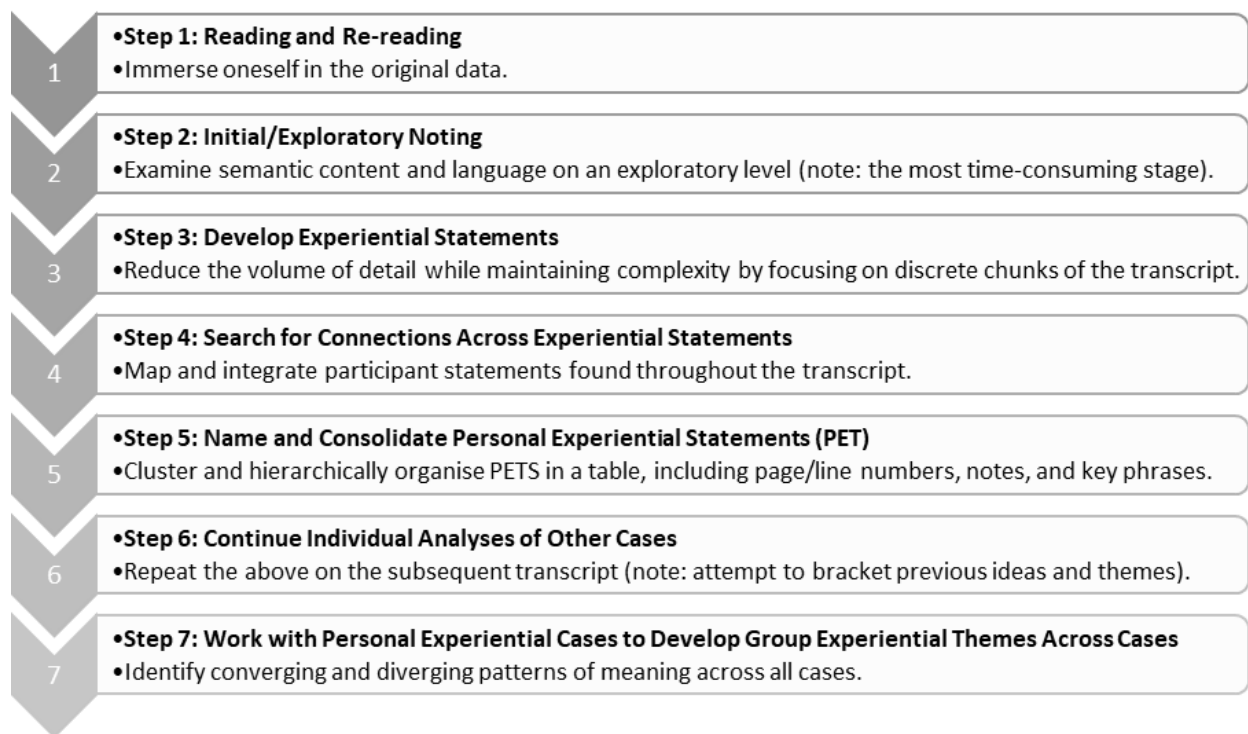 1
•Step 1: Reading and Re-reading
•Immerse oneself in the original data.
2
•Step 2: Initial/Exploratory Noting
•Examine semantic content and language on an exploratory level (note: the most time-consuming stage).
3
•Step 3: Develop Experiential Statements
•Reduce the volume of detail while maintaining complexity by focusing on discrete chunks of the transcript.
4
•Step 4: Search for Connections Across Experiential Statements
•Map and integrate participant statements found throughout the transcript.
5
•Step 5: Name and Consolidate Personal Experiential Statements (PET)
•Cluster and hierarchically organise PETS in a table, including page/line numbers, notes, and key phrases.
6
•Step 6: Continue Individual Analyses of Other Cases
•Repeat the above on the subsequent transcript (note: attempt to bracket previous ideas and themes).
7
•Step 7: Work with Personal Experiential Cases to Develop Group Experiential Themes Across Cases
•Identify converging and diverging patterns of meaning across all cases.